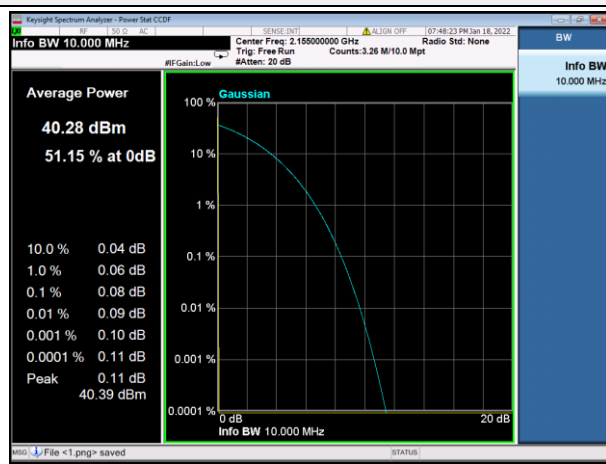 Keysight Spectrum Analyzer - Power Stat CCDF
RF 50 Ω AC SENSE:INT ALIGN OFF 07:48:23 PM Jan 18, 2022
Info BW 10.000 MHz
Center Freq: 2.155000000 GHz Radio Std: None
Trig: Free Run Counts:3.26 M/10.0 Mpt
#IFGain:Low #Atten: 20 dB
BW
Info BW
10.000 MHz
Average Power
40.28 dBm
51.15 % at 0dB
10.0 % 0.04 dB
1.0 % 0.06 dB
0.1 % 0.08 dB
0.01 % 0.09 dB
0.001 % 0.10 dB
0.0001 % 0.11 dB
Peak 0.11 dB
40.39 dBm
Gaussian
100 %
10 %
1 %
0.1 %
0.01 %
0.001 %
0.0001 %
0 dB 20 dB
Info BW 10.000 MHz
MSG File <1.png> saved STATUS